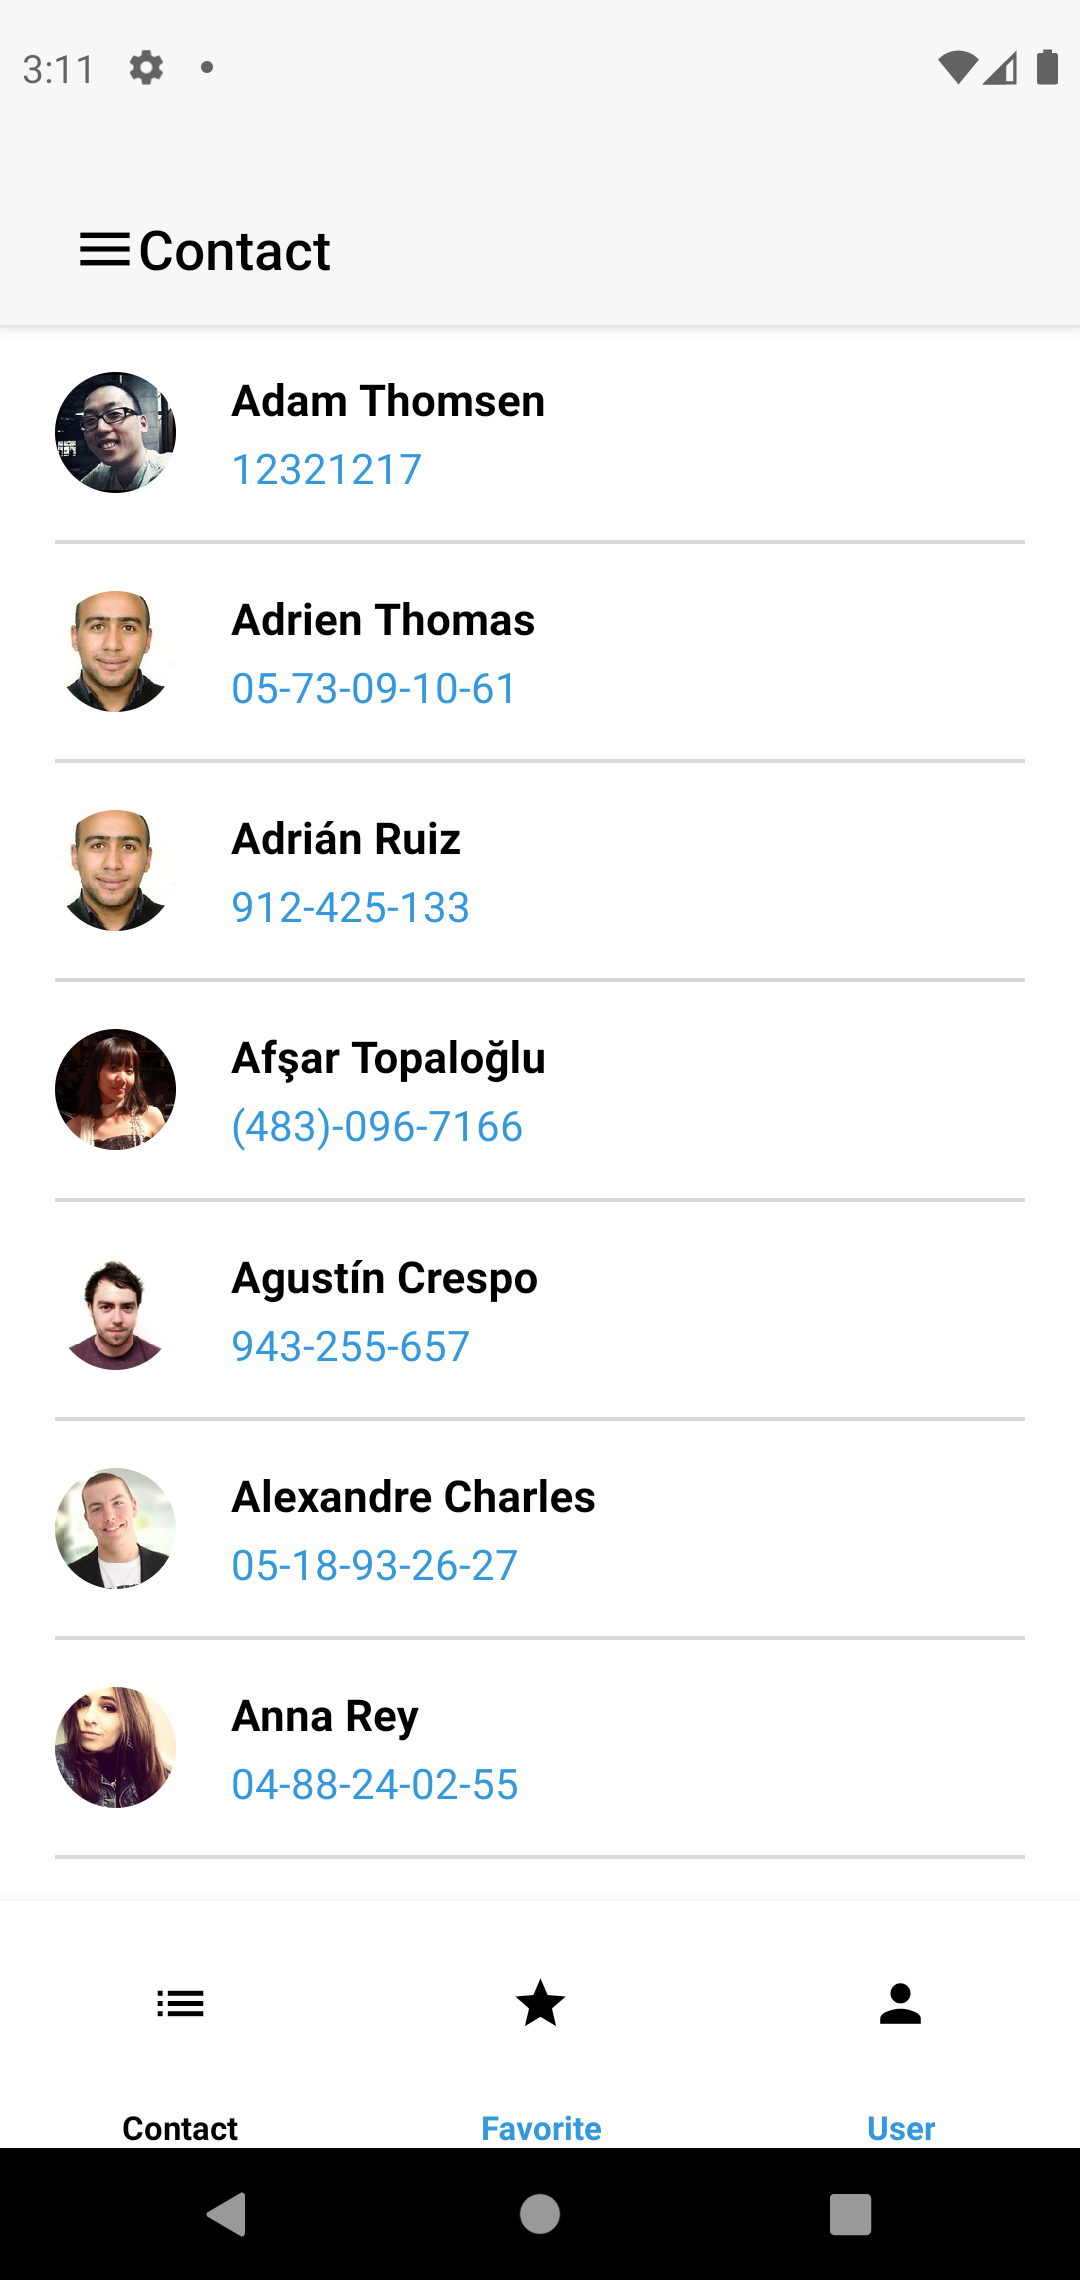 3:11
Contact
Adam Thomsen
12321217
Adrien Thomas
05-73-09-10-61
Adrián Ruiz
912-425-133
Afşar Topaloğlu
(483)-096-7166
Agustín Crespo
943-255-657
Alexandre Charles
05-18-93-26-27
Anna Rey
04-88-24-02-55
Contact Favorite User